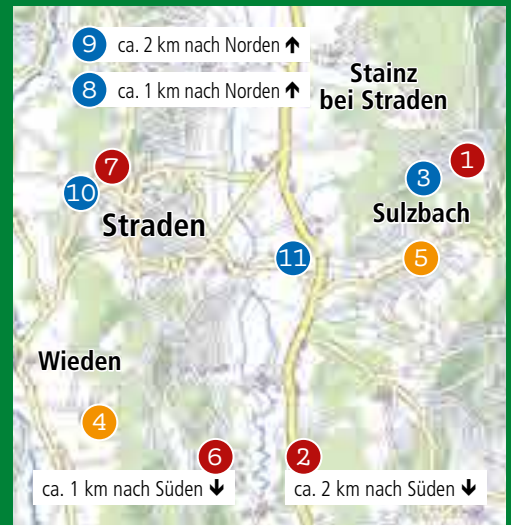 9 ca. 2 km nach Norden ↑
8 ca. 1 km nach Norden ↑
Stainz
bei Straden
1
7
3
10
Sulzbach
Straden
11
5
Wieden
4
6
2
ca. 1 km nach Süden ↓
ca. 2 km nach Süden ↓